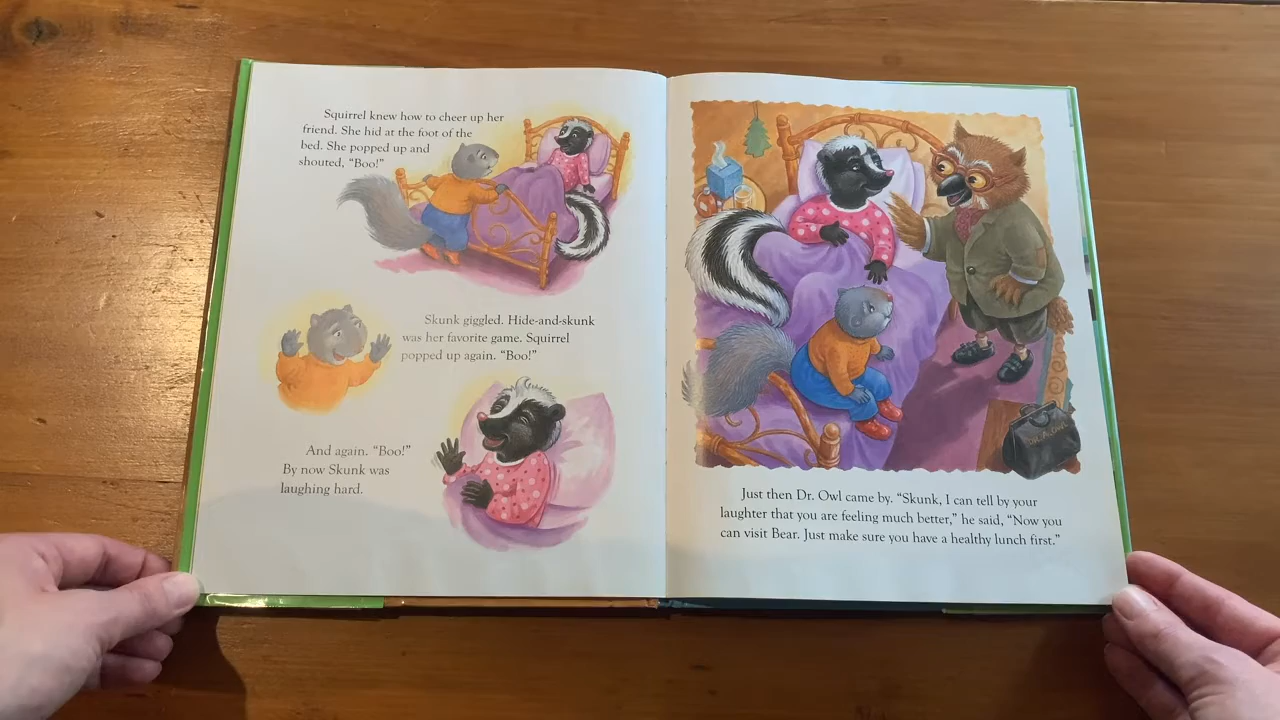 Squirrel knew how to cheer up her
friend. She hid at the foot of the
bed. She popped up and
shouted, “Boo!”
Skunk giggled. Hide-and-skunk
was her favorite game. Squirrel
popped up again. “Boo!”
And again. “Boo!”
By now Skunk was
laughing hard.
DR. A. OWL
Just then Dr. Owl came by. “Skunk, I can tell by your
laughter that you are feeling much better,” he said, “Now you
can visit Bear. Just make sure you have a healthy lunch first.”